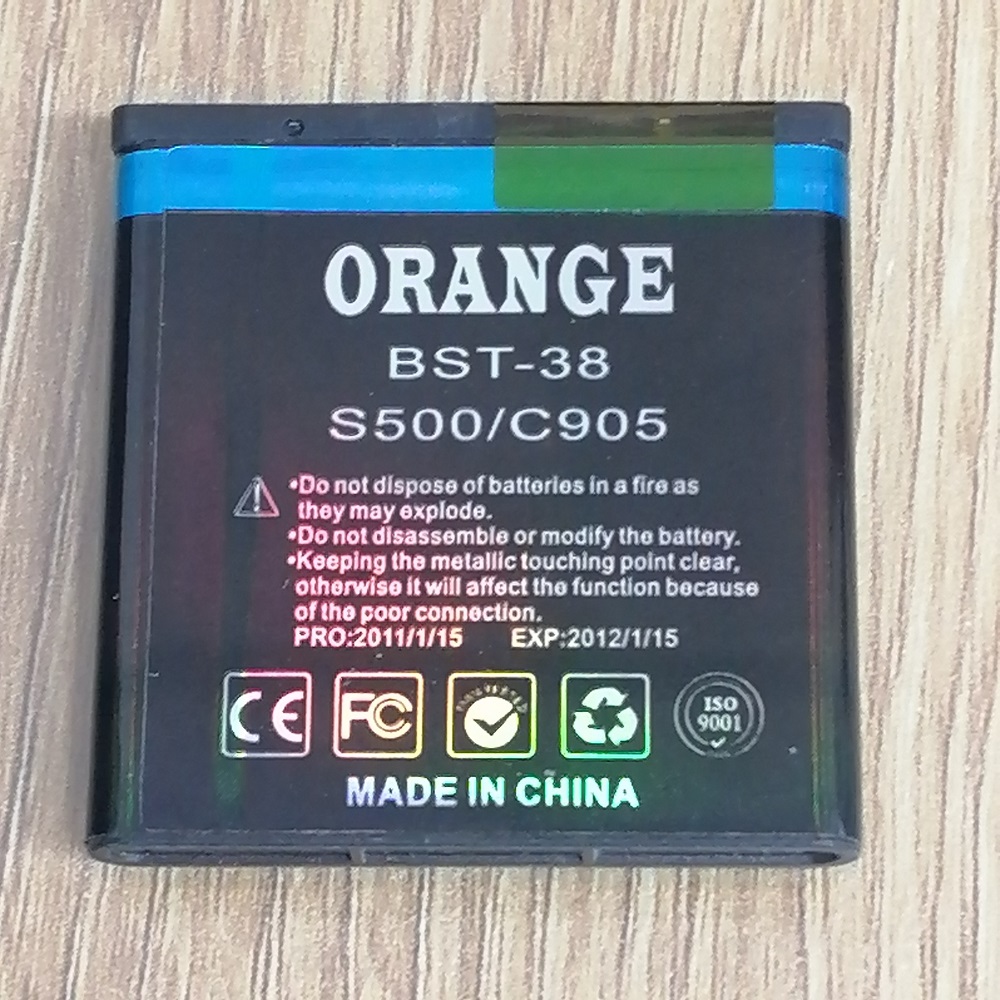 ORANGE
BST-38
S500/C905
•Do not dispose of batteries in a fire as
they may explode.
•Do not disassemble or modify the battery.
•Keeping the metallic touching point clear,
otherwise it will affect the function because
of the poor connection.
PRO:2011/1/15 EXP:2012/1/15
CE FC ISO
9001
MADE IN CHINA